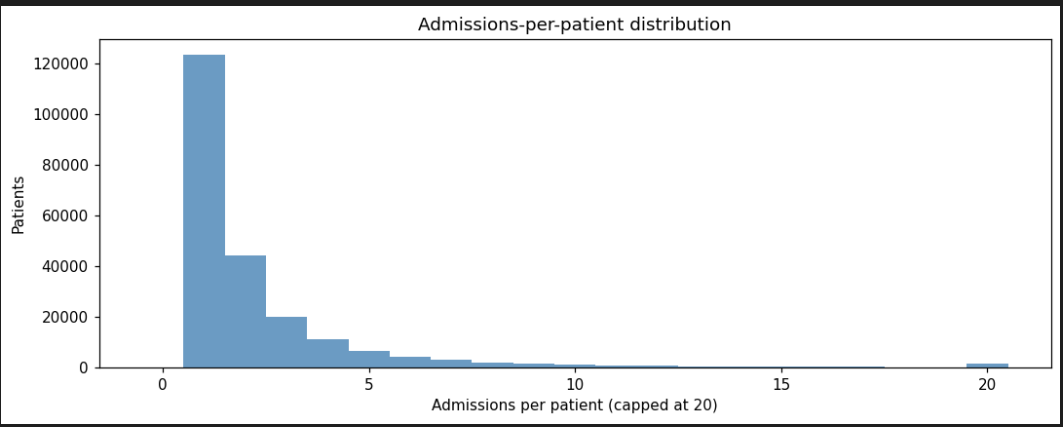 Admissions-per-patient distribution
120000
100000
80000
60000
40000
20000
0
Patients
0 5 10 15 20
Admissions per patient (capped at 20)